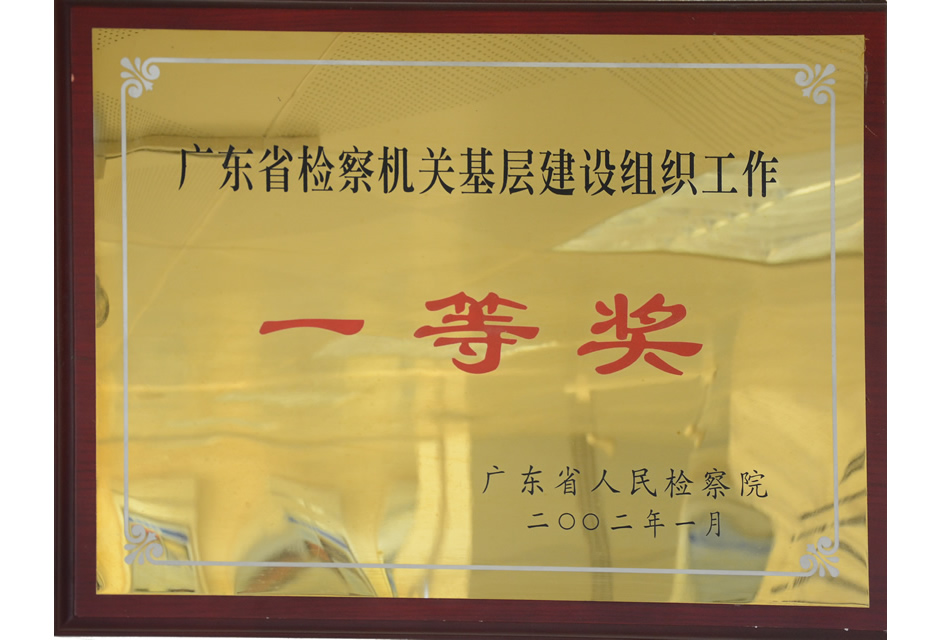 广东省检察机关基层建设组织工作
一等奖
广东省人民检察院
二〇〇二年一月